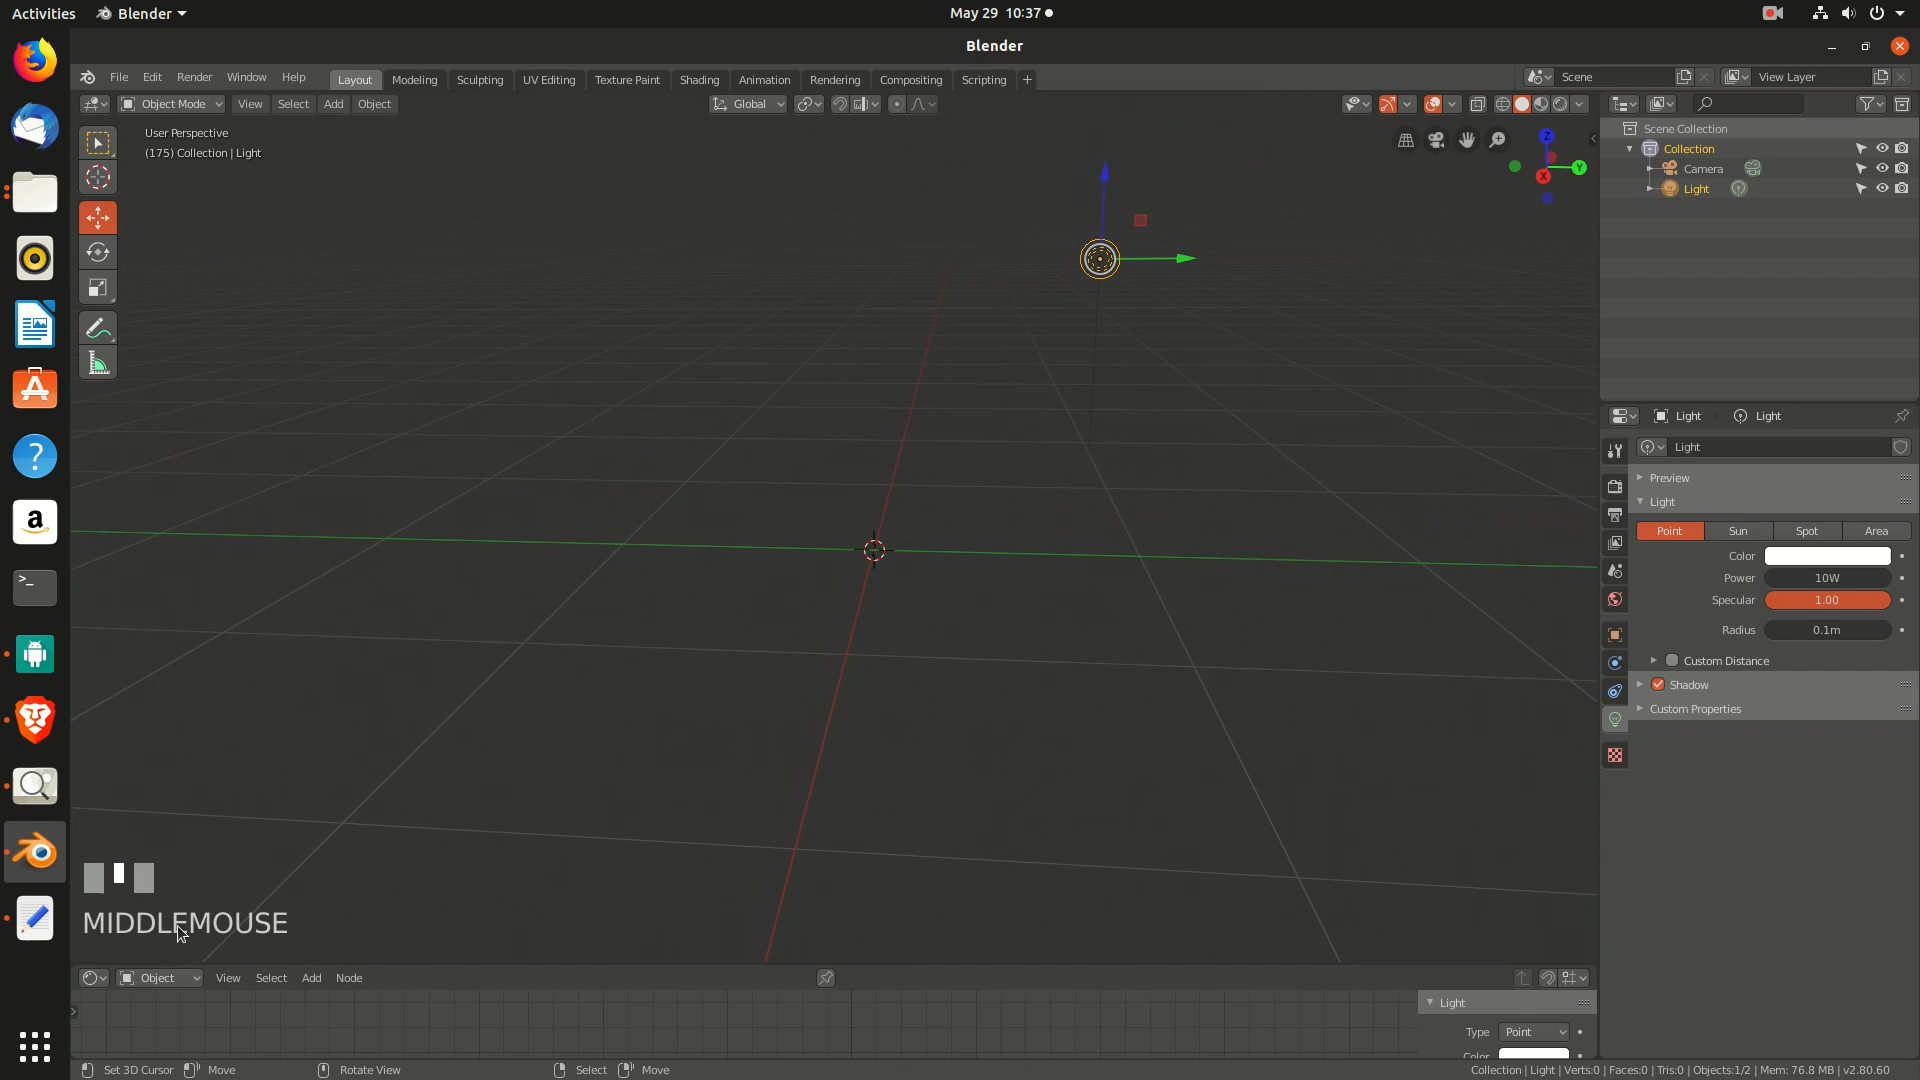 Activities Blender May 29 10:37
Blender
File Edit Render Window Help Layout Modeling Sculpting UV Editing Texture Paint Shading Animation Rendering Compositing Scripting + Scene View Layer
Object Mode View Select Add Object Global
User Perspective
(175) Collection | Light
Z
Y
X
Scene Collection
Collection
Camera
Light
Light Light
Light
Preview
Light
Point Sun Spot Area
Color
Power 10W
Specular 1.00
Radius 0.1m
Custom Distance
Shadow
Custom Properties
MIDDLEMOUSE
Object View Select Add Node
Light
Type Point
Color
Set 3D Cursor Move Rotate View Select Move Collection | Light | Verts:0 | Faces:0 | Tris:0 | Objects:1/2 | Mem: 76.8 MB | v2.80.60